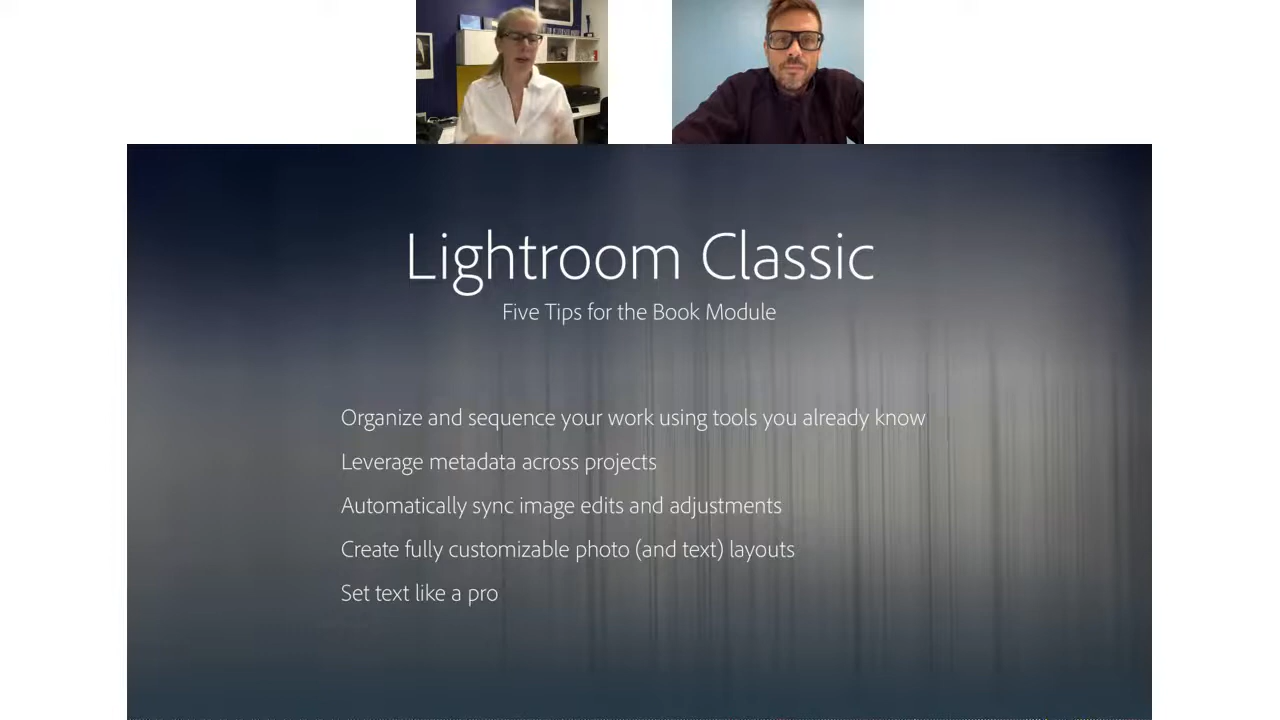 Lightroom Classic
Five Tips for the Book Module
Organize and sequence your work using tools you already know
Leverage metadata across projects
Automatically sync image edits and adjustments
Create fully customizable photo (and text) layouts
Set text like a pro